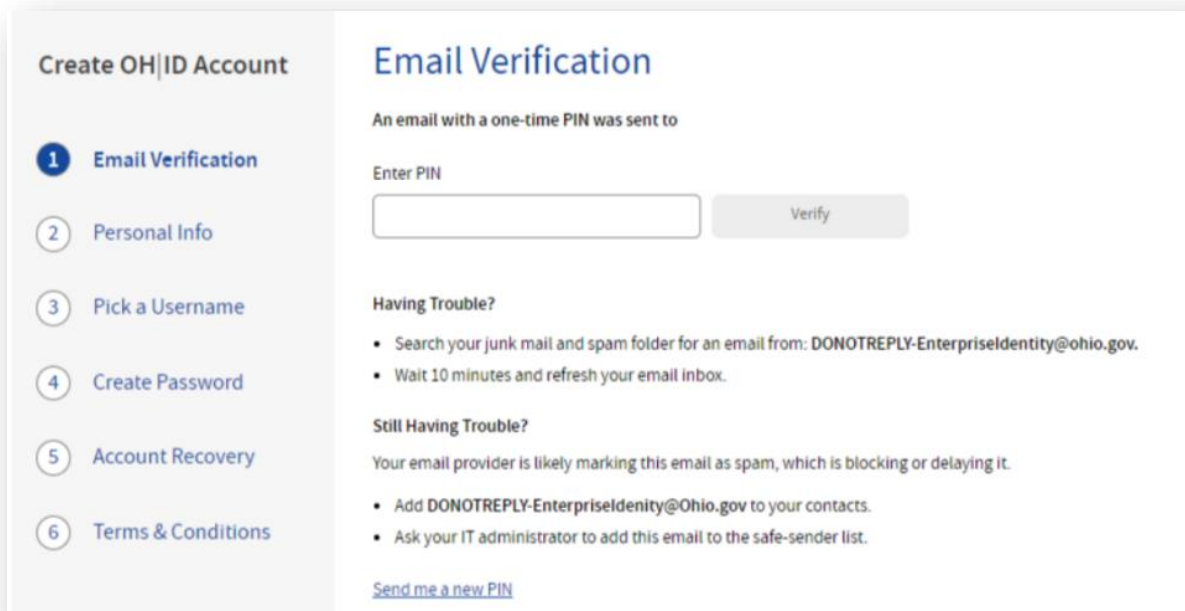 Create OH|ID Account
1 Email Verification
2 Personal Info
3 Pick a Username
4 Create Password
5 Account Recovery
6 Terms & Conditions
Email Verification
An email with a one-time PIN was sent to
Enter PIN
Verify
Having Trouble?
• Search your junk mail and spam folder for an email from: DONOTREPLY-EnterpriseIdentity@ohio.gov.
• Wait 10 minutes and refresh your email inbox.
Still Having Trouble?
Your email provider is likely marking this email as spam, which is blocking or delaying it.
• Add DONOTREPLY-EnterpriseIdenity@Ohio.gov to your contacts.
• Ask your IT administrator to add this email to the safe-sender list.
Send me a new PIN